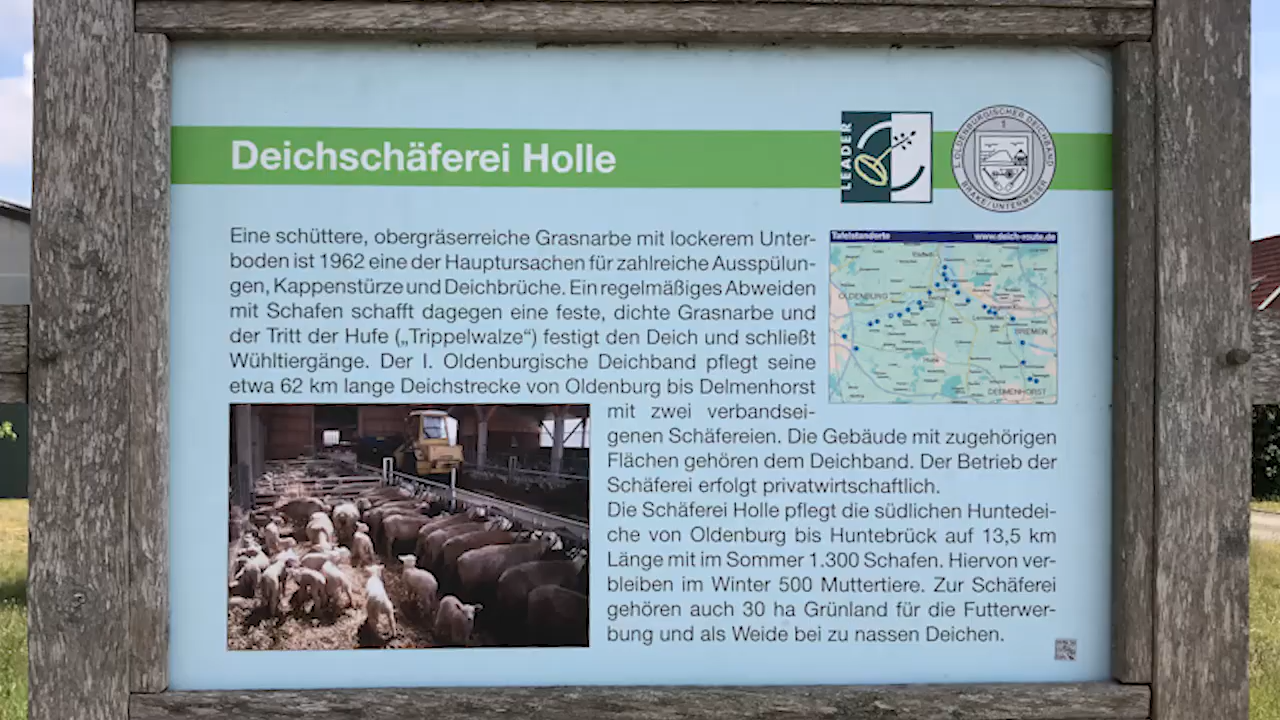 Deichschäferei Holle
LEADER
I. OLDENBURGISCHER DEICHBAND
BRAKE / UNTERWESER
Eine schüttere, obergräserreiche Grasnarbe mit lockerem Unter-
boden ist 1962 eine der Hauptursachen für zahlreiche Ausspülun-
gen, Kappenstürze und Deichbrüche. Ein regelmäßiges Abweiden
mit Schafen schafft dagegen eine feste, dichte Grasnarbe und
der Tritt der Hufe („Trippelwalze“) festigt den Deich und schließt
Wühltiergänge. Der I. Oldenburgische Deichband pflegt seine
etwa 62 km lange Deichstrecke von Oldenburg bis Delmenhorst
mit zwei verbandsei-
genen Schäfereien. Die Gebäude mit zugehörigen
Flächen gehören dem Deichband. Der Betrieb der
Schäferei erfolgt privatwirtschaftlich.
Die Schäferei Holle pflegt die südlichen Huntedei-
che von Oldenburg bis Huntebrück auf 13,5 km
Länge mit im Sommer 1.300 Schafen. Hiervon ver-
bleiben im Winter 500 Muttertiere. Zur Schäferei
gehören auch 30 ha Grünland für die Futterwer-
bung und als Weide bei zu nassen Deichen.
Tafelstandorte www.deich-route.de
OLDENBURG
BREMEN
DELMENHORST